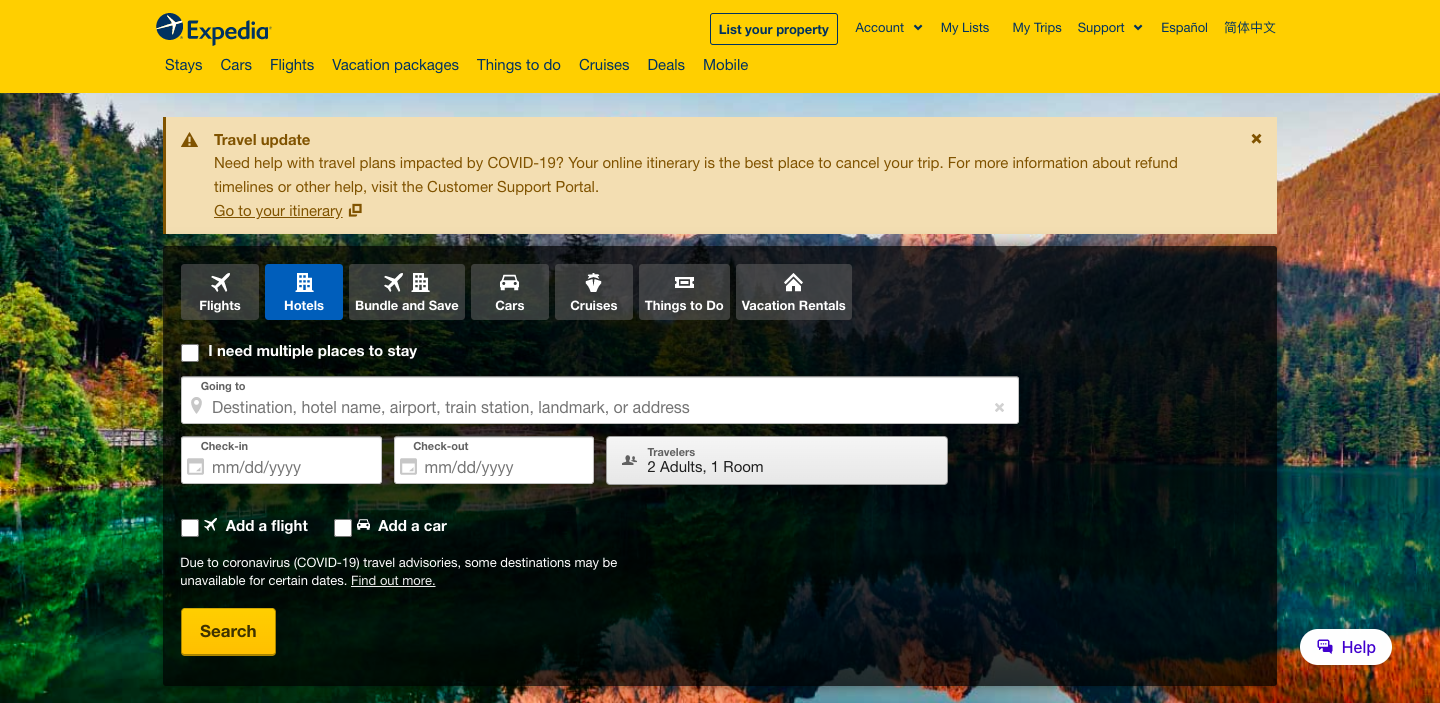 Expedia
List your property
Account
My Lists
My Trips
Support
Español
简体中文
Stays
Cars
Flights
Vacation packages
Things to do
Cruises
Deals
Mobile
Travel update
Need help with travel plans impacted by COVID-19? Your online itinerary is the best place to cancel your trip. For more information about refund
timelines or other help, visit the Customer Support Portal.
Go to your itinerary
Flights
Hotels
Bundle and Save
Cars
Cruises
Things to Do
Vacation Rentals
I need multiple places to stay
Going to
Destination, hotel name, airport, train station, landmark, or address
Check-in
mm/dd/yyyy
Check-out
mm/dd/yyyy
Travelers
2 Adults, 1 Room
Add a flight
Add a car
Due to coronavirus (COVID-19) travel advisories, some destinations may be
unavailable for certain dates. Find out more.
Search
Help